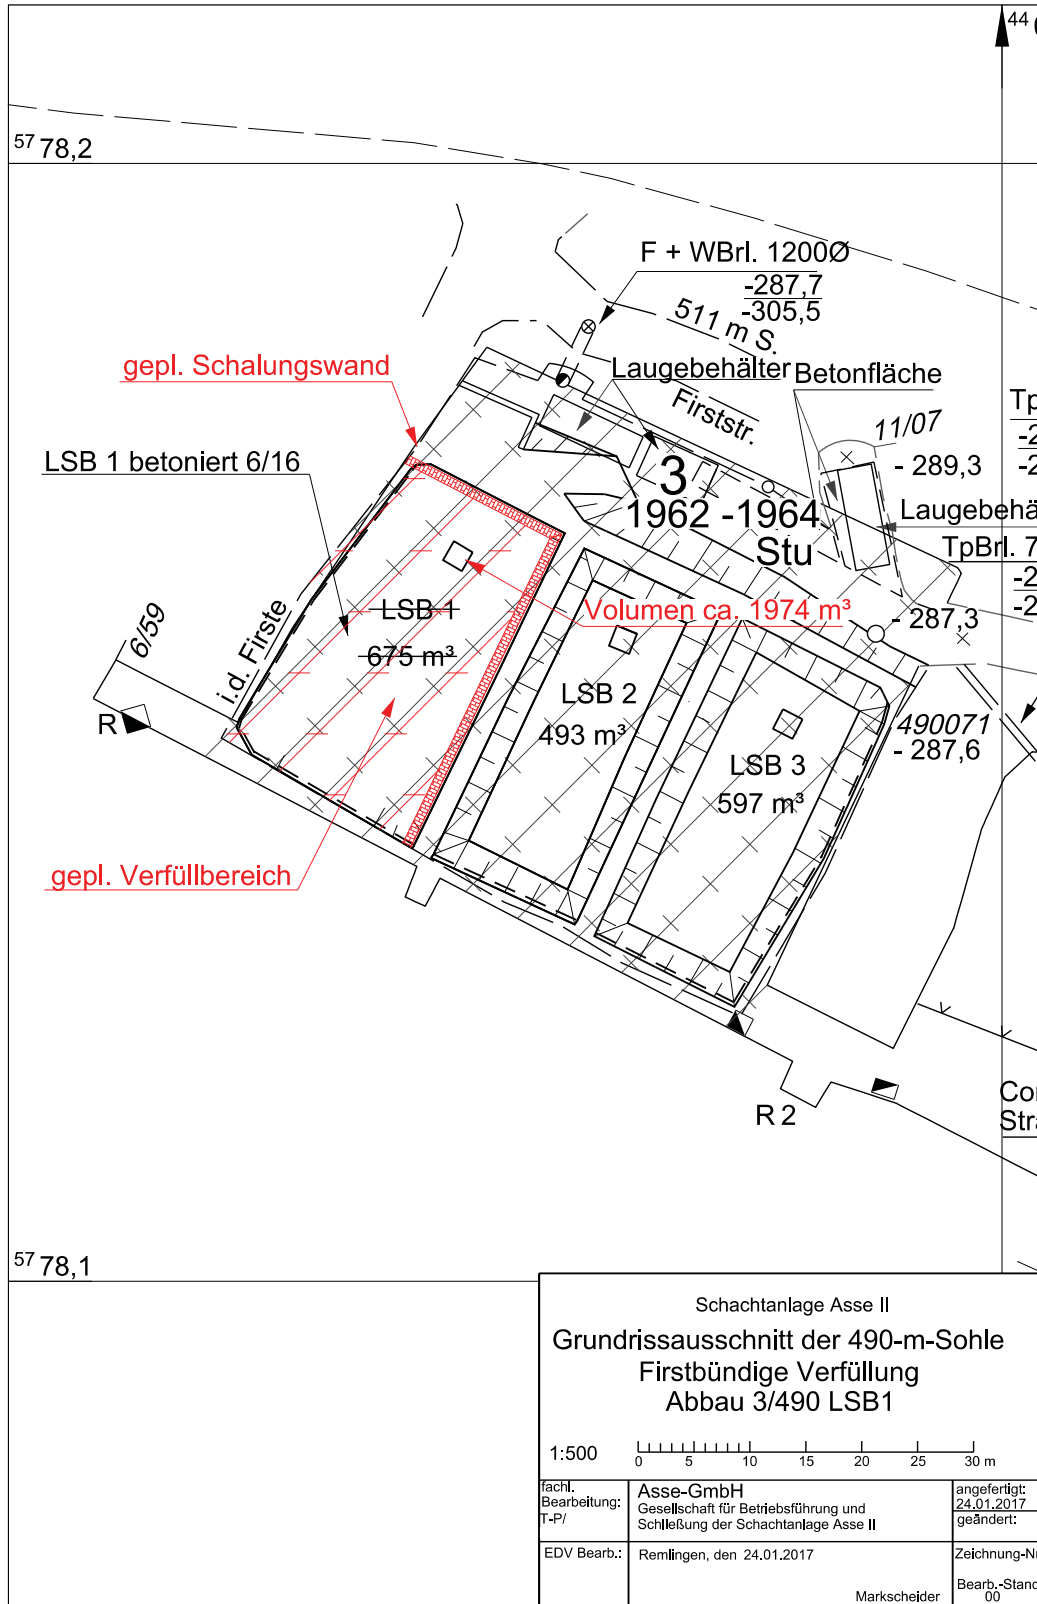 44
57 78,2
F + WBrl. 1200Ø
-287,7
-305,5
511 m S.
gepl. Schalungswand
Laugebehälter
Betonfläche
Firststr.
11/07
- 289,3
LSB 1 betoniert 6/16
3
1962 -1964
Stu
TpBrl. 7
Volumen ca. 1974 m³
- 287,3
LSB 1
675 m³
6/59
i.d. Firste
R
LSB 2
493 m³
LSB 3
597 m³
490071
- 287,6
gepl. Verfüllbereich
R 2
57 78,1
Schachtanlage Asse II
Grundrissausschnitt der 490-m-Sohle
Firstbündige Verfüllung
Abbau 3/490 LSB1
1:500
0 5 10 15 20 25 30 m
fachl.
Bearbeitung:
T-P/
Asse-GmbH
Gesellschaft für Betriebsführung und
Schließung der Schachtanlage Asse II
angefertigt:
24.01.2017
geändert:
EDV Bearb.:
Remlingen, den 24.01.2017
Markscheider
Zeichnung-Nr
Bearb.-Stand
00